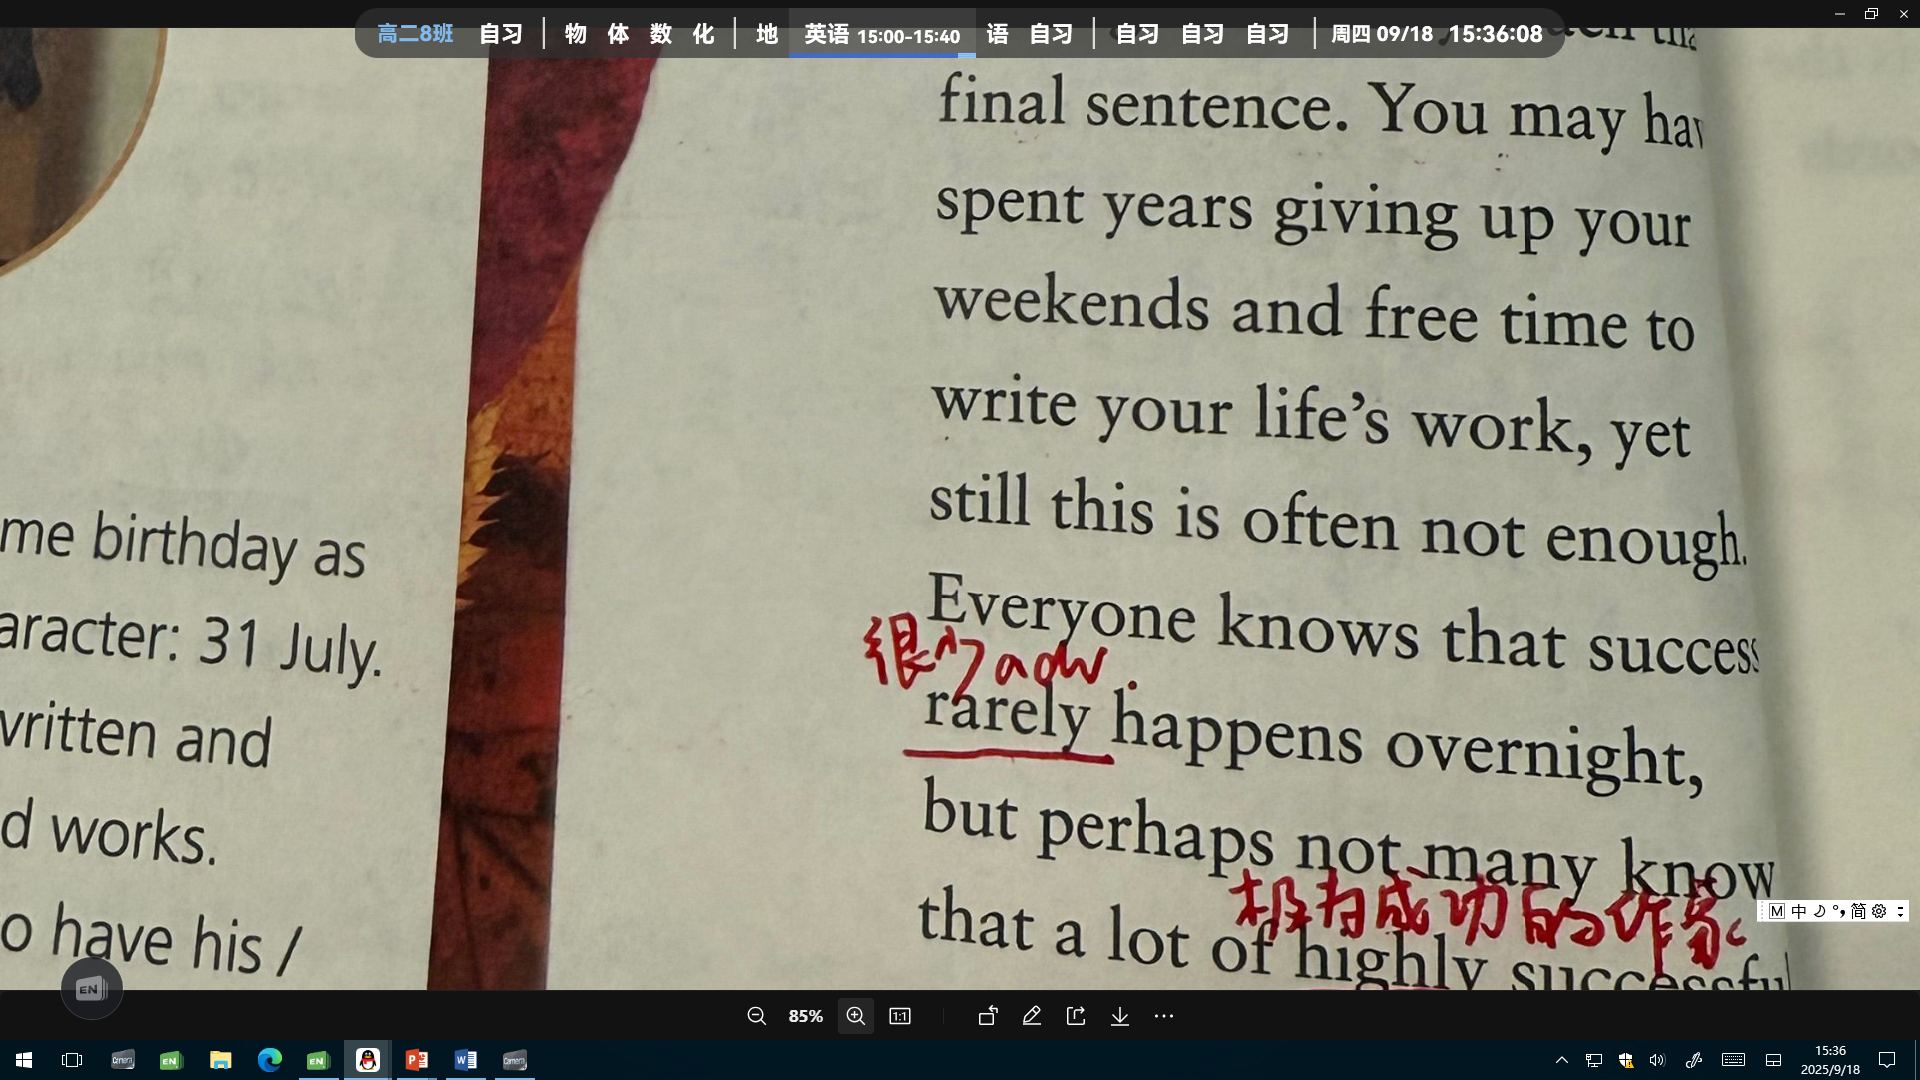 高二8班 自习 | 物 体 数 化 | 地 英语 15:00-15:40 语 自习 | 自习 自习 自习 | 周四 09/18 15:36:08
final sentence. You may hav
spent years giving up your
weekends and free time to
write your life's work, yet
still this is often not enough.
Everyone knows that success
很少 adv.
rarely happens overnight,
but perhaps not many know
极为成功的作家
that a lot of highly successful
me birthday as
aracter: 31 July.
written and
d works.
o have his /
EN
M 中 简
85%
1:1
15:36
2025/9/18